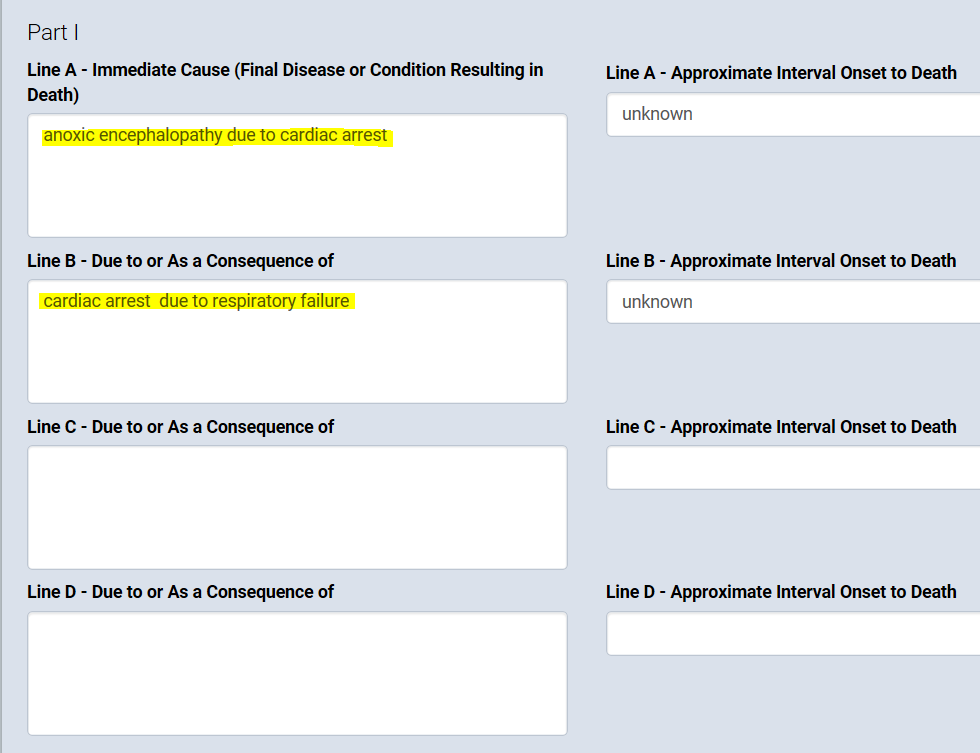 Part I
Line A - Immediate Cause (Final Disease or Condition Resulting in
Death)
Line A - Approximate Interval Onset to Death
anoxic encephalopathy due to cardiac arrest
unknown
Line B - Due to or As a Consequence of
Line B - Approximate Interval Onset to Death
cardiac arrest  due to respiratory failure
unknown
Line C - Due to or As a Consequence of
Line C - Approximate Interval Onset to Death
Line D - Due to or As a Consequence of
Line D - Approximate Interval Onset to Death